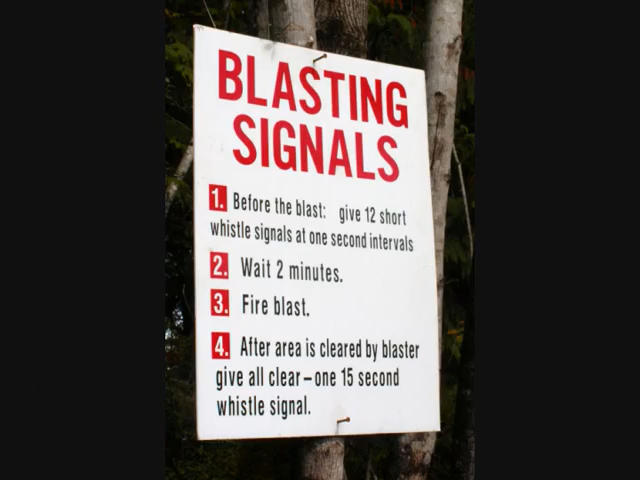 BLASTING
SIGNALS
1. Before the blast: give 12 short
whistle signals at one second intervals
2. Wait 2 minutes.
3. Fire blast.
4. After area is cleared by blaster
give all clear – one 15 second
whistle signal.